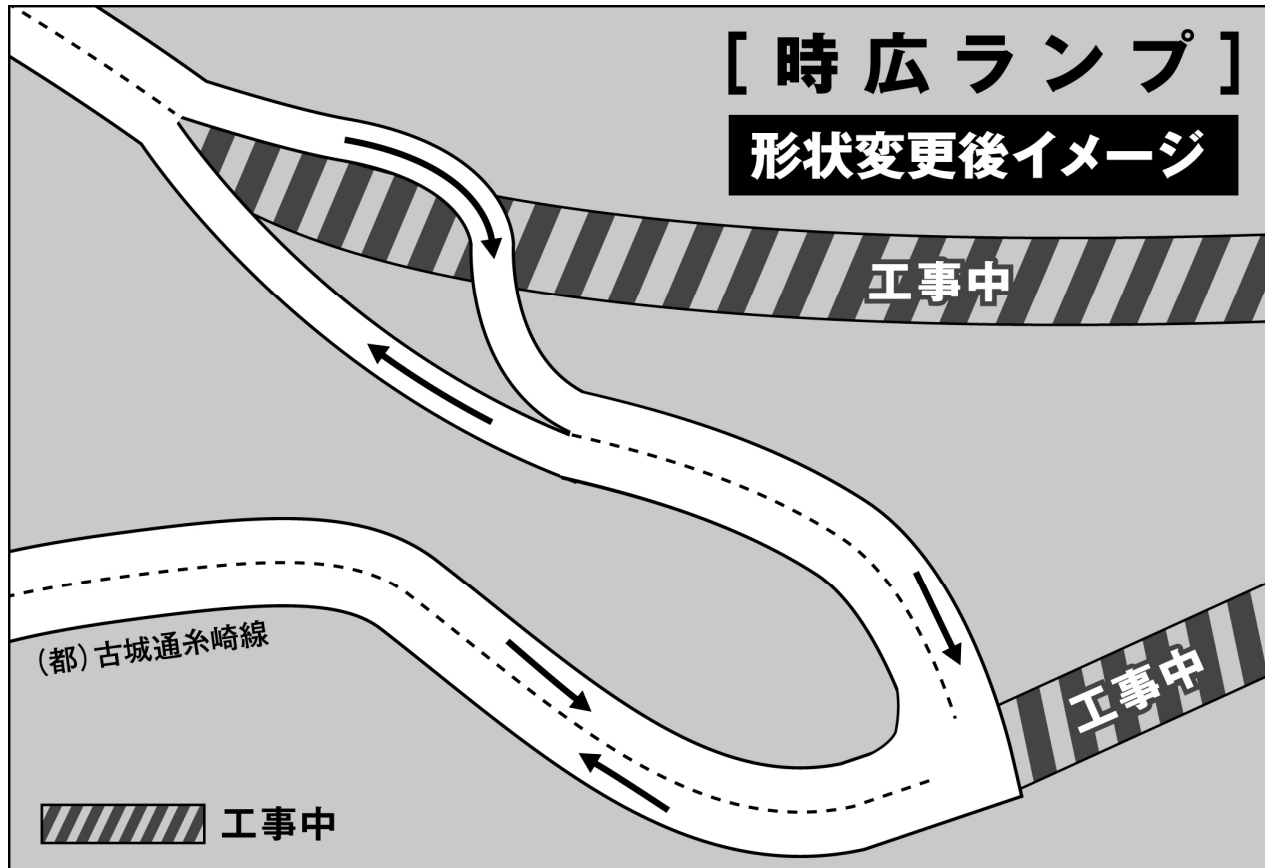 [時広ランプ]
形状変更後イメージ
工事中
(都)古城通糸崎線
工事中
工事中